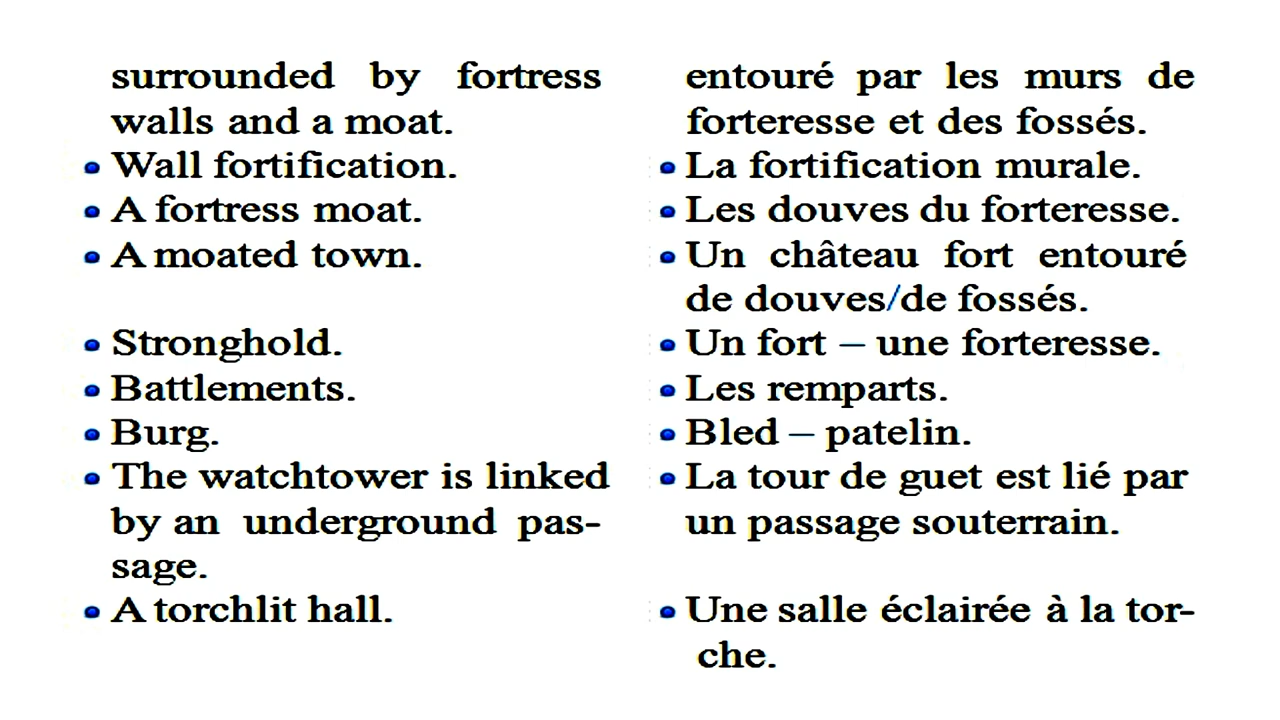 surrounded by fortress
walls and a moat.
• Wall fortification.
• A fortress moat.
• A moated town.
• Stronghold.
• Battlements.
• Burg.
• The watchtower is linked
by an underground pas-
sage.
• A torchlit hall.
entouré par les murs de
forteresse et des fossés.
• La fortification murale.
• Les douves du forteresse.
• Un château fort entouré
de douves/de fossés.
• Un fort – une forteresse.
• Les remparts.
• Bled – patelin.
• La tour de guet est lié par
un passage souterrain.
• Une salle éclairée à la tor-
che.